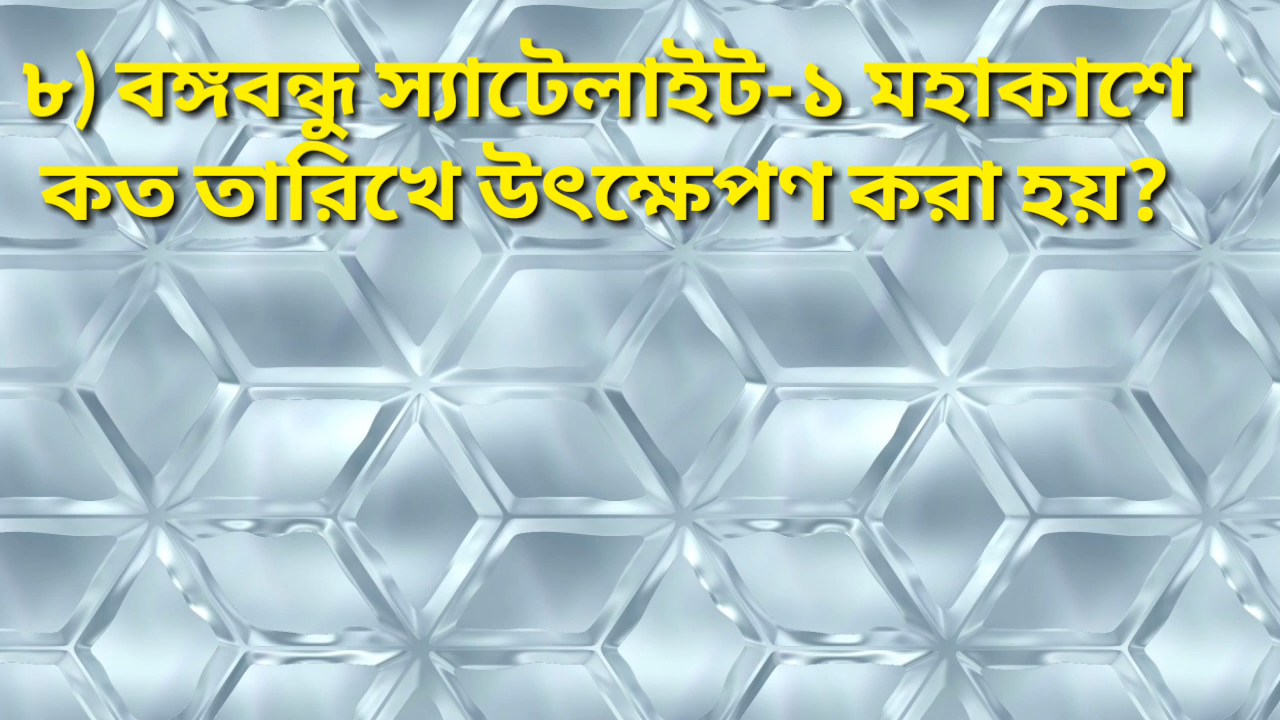 ৮) বঙ্গবন্ধু স্যাটেলাইট-১ মহাকাশে
কত তারিখে উৎক্ষেপণ করা হয়?